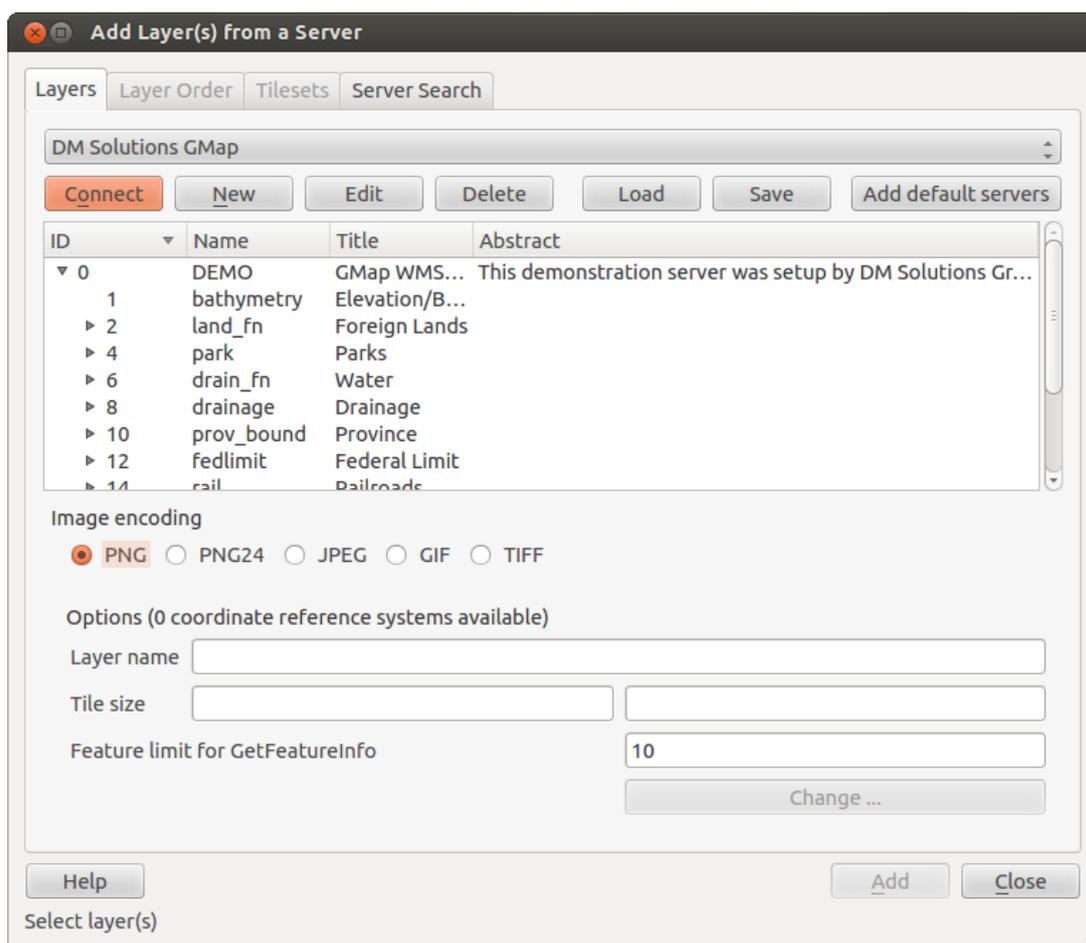 Add Layer(s) from a Server
Layers Layer Order Tilesets Server Search
DM Solutions GMap
Connect New Edit Delete Load Save Add default servers
ID Name Title Abstract
0 DEMO GMap WMS... This demonstration server was setup by DM Solutions Gr...
1 bathymetry Elevation/B...
2 land_fn Foreign Lands
4 park Parks
6 drain_fn Water
8 drainage Drainage
10 prov_bound Province
12 fedlimit Federal Limit
14 rail Railroads
Image encoding
PNG PNG24 JPEG GIF TIFF
Options (0 coordinate reference systems available)
Layer name
Tile size
Feature limit for GetFeatureInfo 10
Change ...
Help Add Close
Select layer(s)